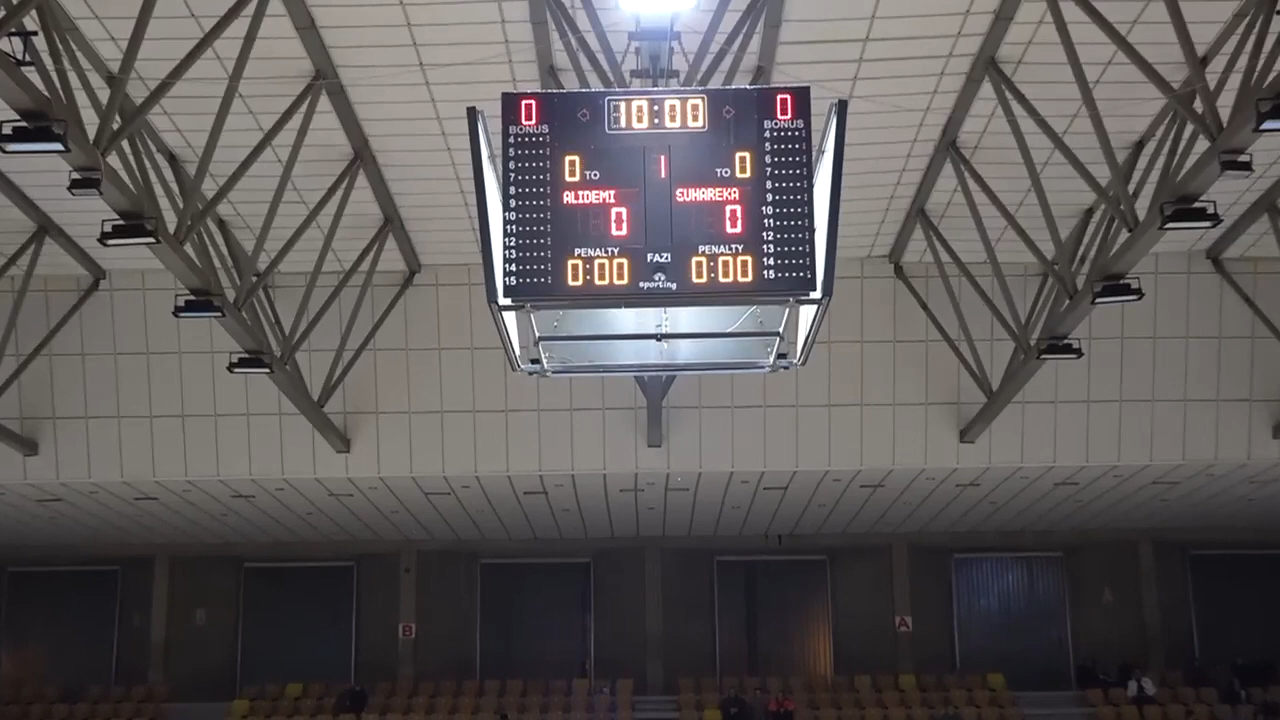 0 10:00 0
BONUS BONUS
4 4
5 5
6 6
7 0 TO 1 TO 0 7
8 ALIDEMI SUHAREKA 8
9 9
10 0 0 10
11 11
12 12
13 PENALTY FAZI PENALTY 13
14 0:00 0:00 14
15 sporting 15
B A